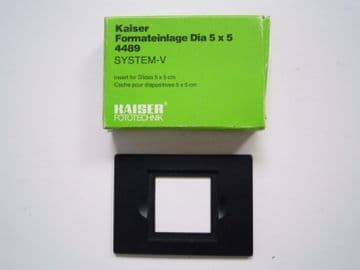 Kaiser
Formateinlage Dia 5 x 5
4489
SYSTEM-V
Insert for Slides 5 x 5 cm
Cache pour diapositives 5 x 5 cm
KAISER
FOTOTECHNIK